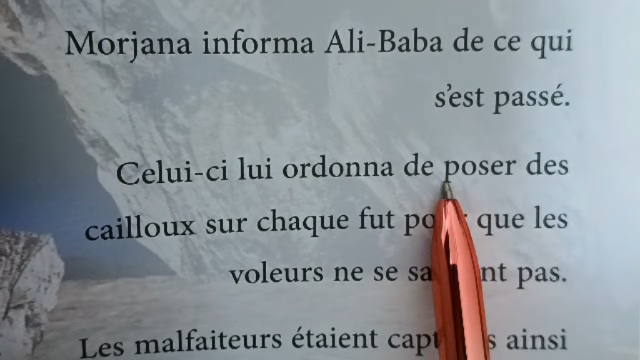 Morjana informa Ali-Baba de ce qui
s'est passé.
Celui-ci lui ordonna de poser des
cailloux sur chaque fut que les
voleurs ne se pas.
Les malfaiteurs étaient ainsi